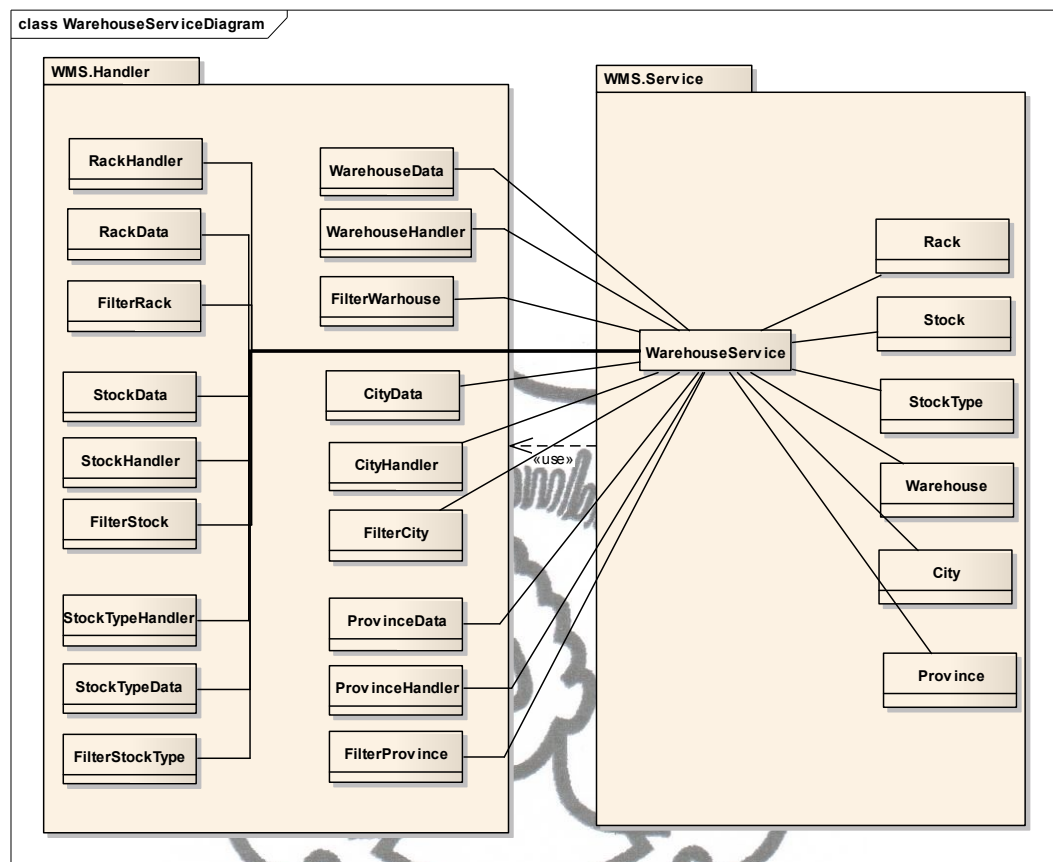 class WarehouseServiceDiagram
WMS.Handler
RackHandler
RackData
FilterRack
StockData
StockHandler
FilterStock
StockTypeHandler
StockTypeData
FilterStockType
WarehouseData
WarehouseHandler
FilterWarhouse
CityData
CityHandler
FilterCity
ProvinceData
ProvinceHandler
FilterProvince
«use»
WMS.Service
WarehouseService
Rack
Stock
StockType
Warehouse
City
Province